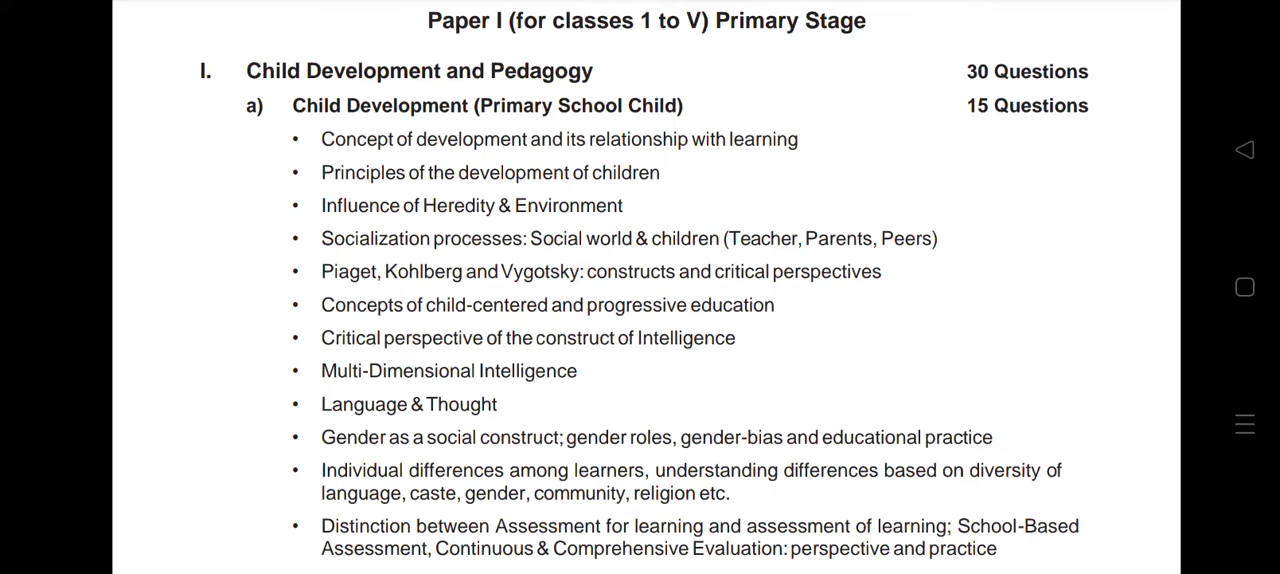 Paper I (for classes 1 to V) Primary Stage
I. Child Development and Pedagogy 30 Questions
a) Child Development (Primary School Child) 15 Questions
• Concept of development and its relationship with learning
• Principles of the development of children
• Influence of Heredity & Environment
• Socialization processes: Social world & children (Teacher, Parents, Peers)
• Piaget, Kohlberg and Vygotsky: constructs and critical perspectives
• Concepts of child-centered and progressive education
• Critical perspective of the construct of Intelligence
• Multi-Dimensional Intelligence
• Language & Thought
• Gender as a social construct; gender roles, gender-bias and educational practice
• Individual differences among learners, understanding differences based on diversity of
language, caste, gender, community, religion etc.
• Distinction between Assessment for learning and assessment of learning; School-Based
Assessment, Continuous & Comprehensive Evaluation: perspective and practice